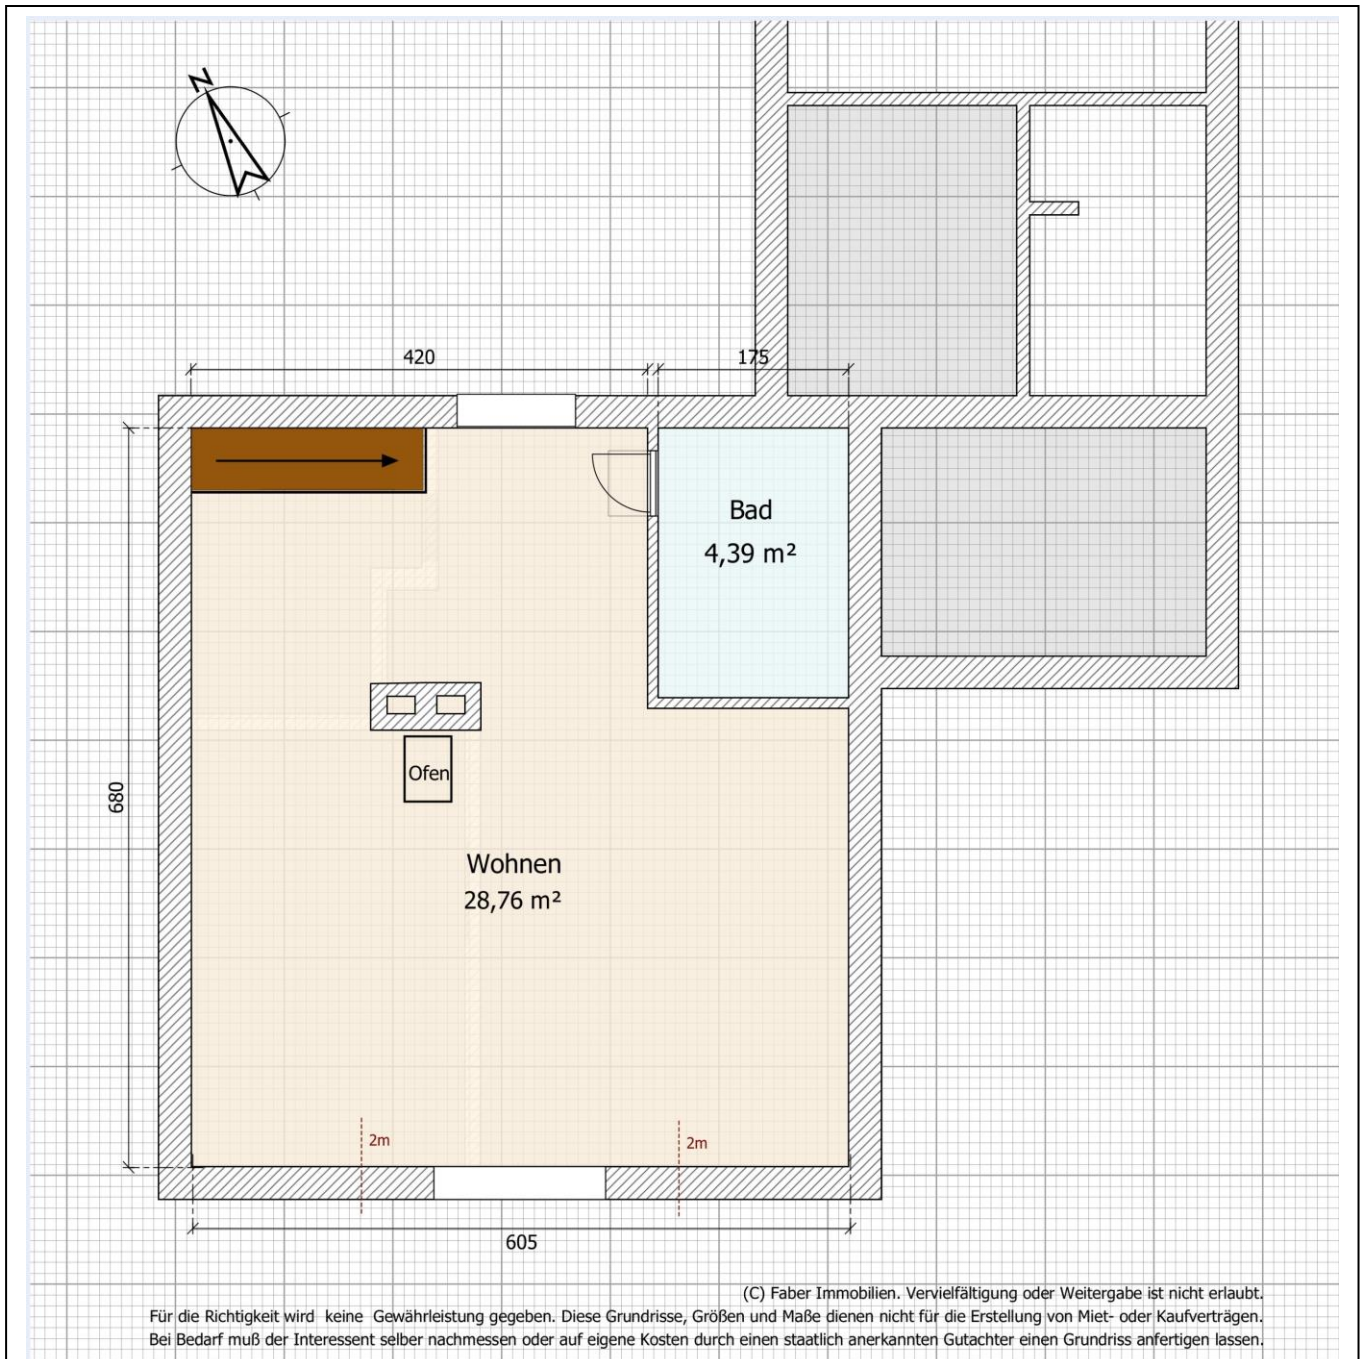 N
420
175
Bad
4,39 m²
680
Ofen
Wohnen
28,76 m²
2m
2m
605
(C) Faber Immobilien. Vervielfältigung oder Weitergabe ist nicht erlaubt.
Für die Richtigkeit wird keine Gewährleistung gegeben. Diese Grundrisse, Größen und Maße dienen nicht für die Erstellung von Miet- oder Kaufverträgen.
Bei Bedarf muß der Interessent selber nachmessen oder auf eigene Kosten durch einen staatlich anerkannten Gutachter einen Grundriss anfertigen lassen.